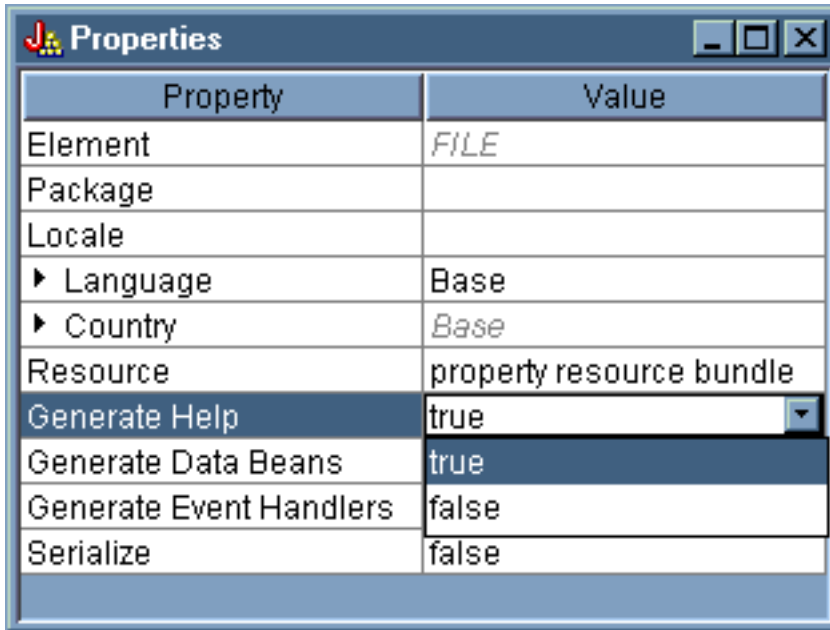 Properties
Property Value
Element FILE
Package
Locale
Language Base
Country Base
Resource property resource bundle
Generate Help true
Generate Data Beans true
Generate Event Handlers false
Serialize false